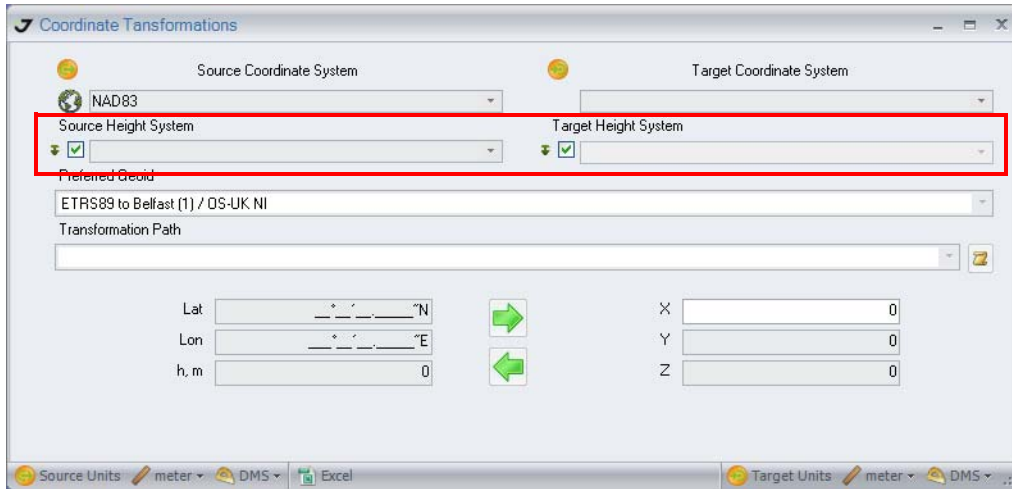 Coordinate Tansformations
Source Coordinate System Target Coordinate System
NAD83
Source Height System Target Height System
Preferred Geoid
ETRS89 to Belfast (1) / OS-UK NI
Transformation Path
Lat __°__´__.____˝N X 0
Lon ___°__´__.____˝E Y 0
h, m 0 Z 0
Source Units meter DMS Excel Target Units meter DMS